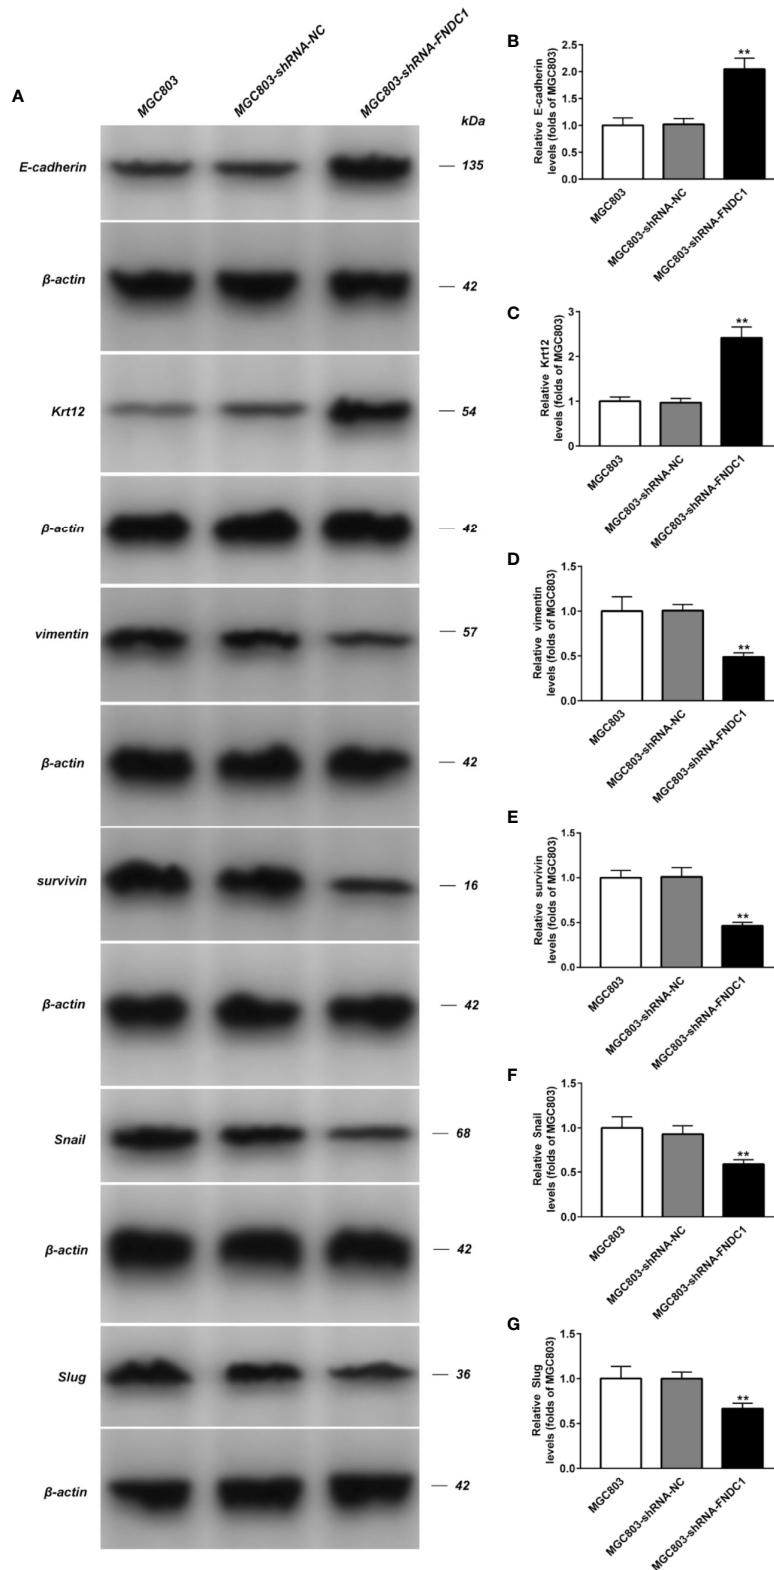 A
MGC803
MGC803-shRNA-NC
MGC803-shRNA-FNDC1
kDa
E-cadherin
135
β-actin
42
Krt12
54
β-actin
42
vimentin
57
β-actin
42
survivin
16
β-actin
42
Snail
68
β-actin
42
Slug
36
β-actin
42
B
Relative E-cadherin
levels (folds of MGC803)
2.5
2.0
1.5
1.0
0.5
0.0
**
MGC803
MGC803-shRNA-NC
MGC803-shRNA-FNDC1
C
Relative Krt12
levels (folds of MGC803)
3
2
1
0
**
MGC803
MGC803-shRNA-NC
MGC803-shRNA-FNDC1
D
Relative vimentin
levels (folds of MGC803)
1.5
1.0
0.5
0.0
**
MGC803
MGC803-shRNA-NC
MGC803-shRNA-FNDC1
E
Relative survivin
levels (folds of MGC803)
1.5
1.0
0.5
0.0
**
MGC803
MGC803-shRNA-NC
MGC803-shRNA-FNDC1
F
Relative Snail
levels (folds of MGC803)
1.5
1.0
0.5
0.0
**
MGC803
MGC803-shRNA-NC
MGC803-shRNA-FNDC1
G
Relative Slug
levels (folds of MGC803)
1.5
1.0
0.5
0.0
**
MGC803
MGC803-shRNA-NC
MGC803-shRNA-FNDC1